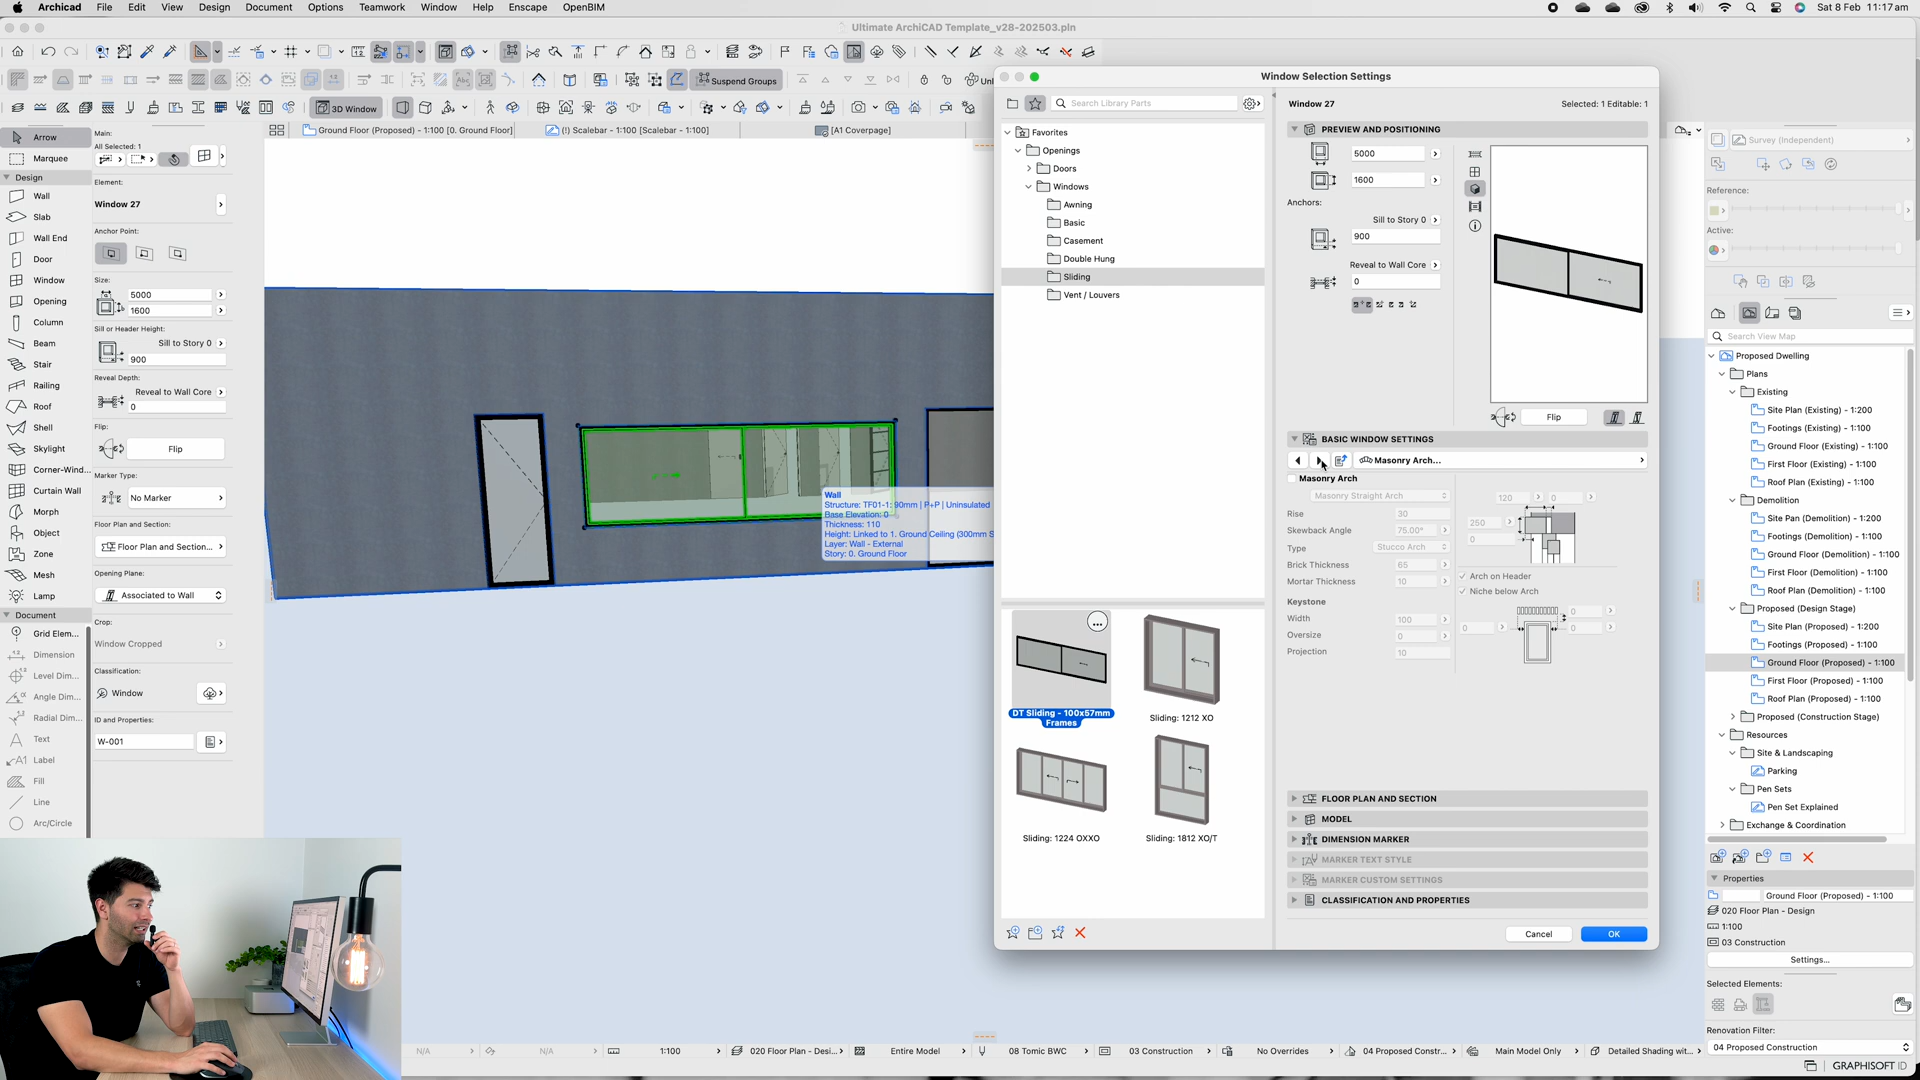 Archicad File Edit View Design Document Options Teamwork Window Help Enscape OpenBIM
Sat 8 Feb 11:17 am
Ultimate ArchiCAD Template_v28-202503.pln
Suspend Groups
3D Window
Ground Floor (Proposed) - 1:100 [0. Ground Floor]
(!) Scalebar - 1:100 [Scalebar - 1:100]
[A1 Coverpage]
Arrow
Marquee
Design
Wall
Slab
Wall End
Door
Window
Opening
Column
Beam
Stair
Railing
Roof
Shell
Skylight
Corner-Wind...
Curtain Wall
Morph
Object
Zone
Mesh
Lamp
Document
Grid Elem...
Dimension
Level Dim...
Angle Dim...
Radial Dim...
Text
Label
Fill
Line
Arc/Circle
Main:
All Selected: 1
Element:
Window 27
Anchor Point:
Size:
5000
1600
Sill or Header Height:
Sill to Story 0
900
Reveal Depth:
Reveal to Wall Core
0
Flip
Marker Type:
No Marker
Floor Plan and Section:
Floor Plan and Section...
Opening Plane:
Associated to Wall
Crop:
Window Cropped
Classification:
Window
ID and Properties:
W-001
Wall
Structure: TF01-1: 90mm | P+P | Uninsulated
Base Elevation: 0
Thickness: 110
Height: Linked to 1. Ground Ceiling (300mm S
Layer: Wall - External
Story: 0. Ground Floor
Window Selection Settings
Search Library Parts
Favorites
Openings
Doors
Windows
Awning
Basic
Casement
Double Hung
Sliding
Vent / Louvers
DT Sliding - 100x57mm Frames
Sliding: 1212 XO
Sliding: 1224 OXXO
Sliding: 1812 XO/T
Window 27
Selected: 1 Editable: 1
PREVIEW AND POSITIONING
5000
1600
Anchors:
Sill to Story 0
900
Reveal to Wall Core
0
Flip
BASIC WINDOW SETTINGS
Masonry Arch...
Masonry Arch
Masonry Straight Arch
Rise 30
Skewback Angle 75.00°
Type Stucco Arch
Brick Thickness 65
Mortar Thickness 10
Keystone
Width 100
Oversize 0
Projection 10
120 0
250
0
Arch on Header
Niche below Arch
0
0 0
FLOOR PLAN AND SECTION
MODEL
DIMENSION MARKER
MARKER TEXT STYLE
MARKER CUSTOM SETTINGS
CLASSIFICATION AND PROPERTIES
Cancel
OK
Survey (Independent)
Reference:
Active:
Search View Map
Proposed Dwelling
Plans
Existing
Site Plan (Existing) - 1:200
Footings (Existing) - 1:100
Ground Floor (Existing) - 1:100
First Floor (Existing) - 1:100
Roof Plan (Existing) - 1:100
Demolition
Site Pan (Demolition) - 1:200
Footings (Demolition) - 1:100
Ground Floor (Demolition) - 1:100
First Floor (Demolition) - 1:100
Roof Plan (Demolition) - 1:100
Proposed (Design Stage)
Site Plan (Proposed) - 1:200
Footings (Proposed) - 1:100
Ground Floor (Proposed) - 1:100
First Floor (Proposed) - 1:100
Roof Plan (Proposed) - 1:100
Proposed (Construction Stage)
Resources
Site & Landscaping
Parking
Pen Sets
Pen Set Explained
Exchange & Coordination
Properties
Ground Floor (Proposed) - 1:100
020 Floor Plan - Design
1:100
03 Construction
Settings...
Selected Elements:
Renovation Filter:
04 Proposed Construction
GRAPHISOFT ID
N/A
N/A
1:100
020 Floor Plan - Desi...
Entire Model
08 Tomic BWC
03 Construction
No Overrides
04 Proposed Constr...
Main Model Only
Detailed Shading wit...